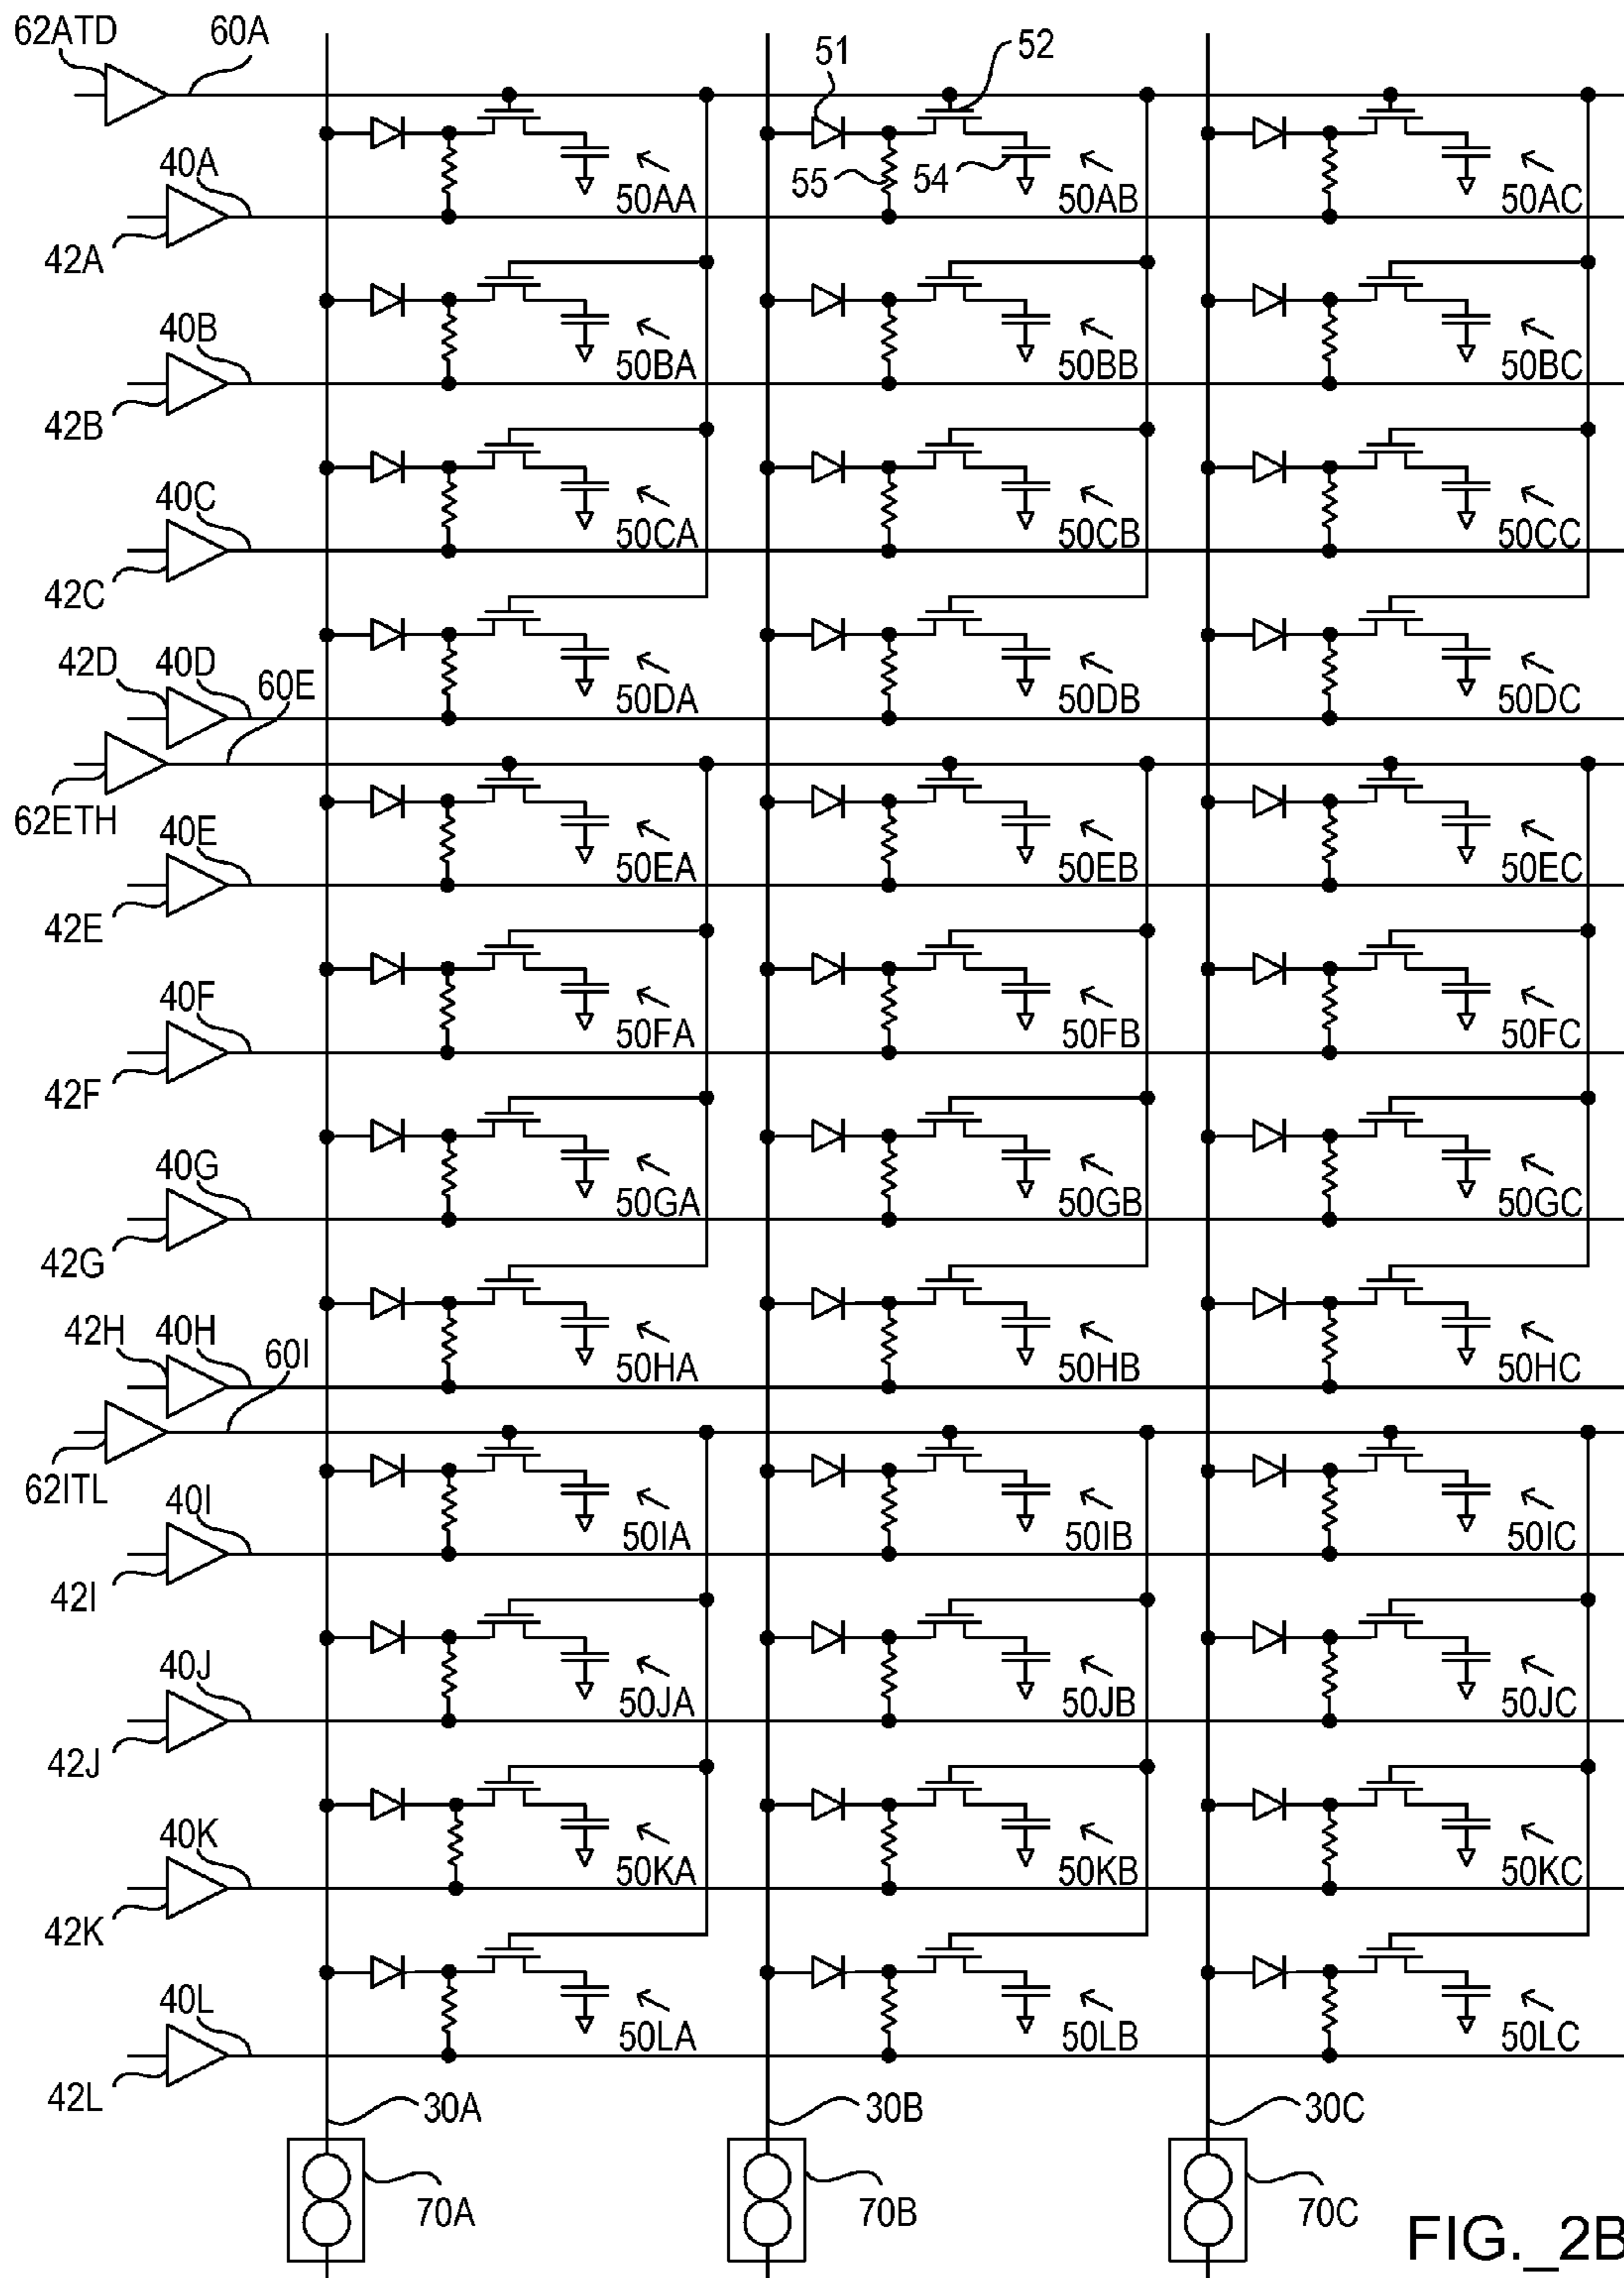 62ATD 60A 51 52
40A 55 54 50AA 50AB 50AC
42A
40B 50BA 50BB 50BC
42B
40C 50CA 50CB 50CC
42C
42D 40D 60E 50DA 50DB 50DC
62ETH 40E 50EA 50EB 50EC
42E
40F 50FA 50FB 50FC
42F
40G 50GA 50GB 50GC
42G
42H 40H 60I 50HA 50HB 50HC
62ITL 40I 50IA 50IB 50IC
42I
40J 50JA 50JB 50JC
42J
40K 50KA 50KB 50KC
42K
40L 50LA 50LB 50LC
42L 30A 30B 30C
70A 70B 70C
FIG._2B